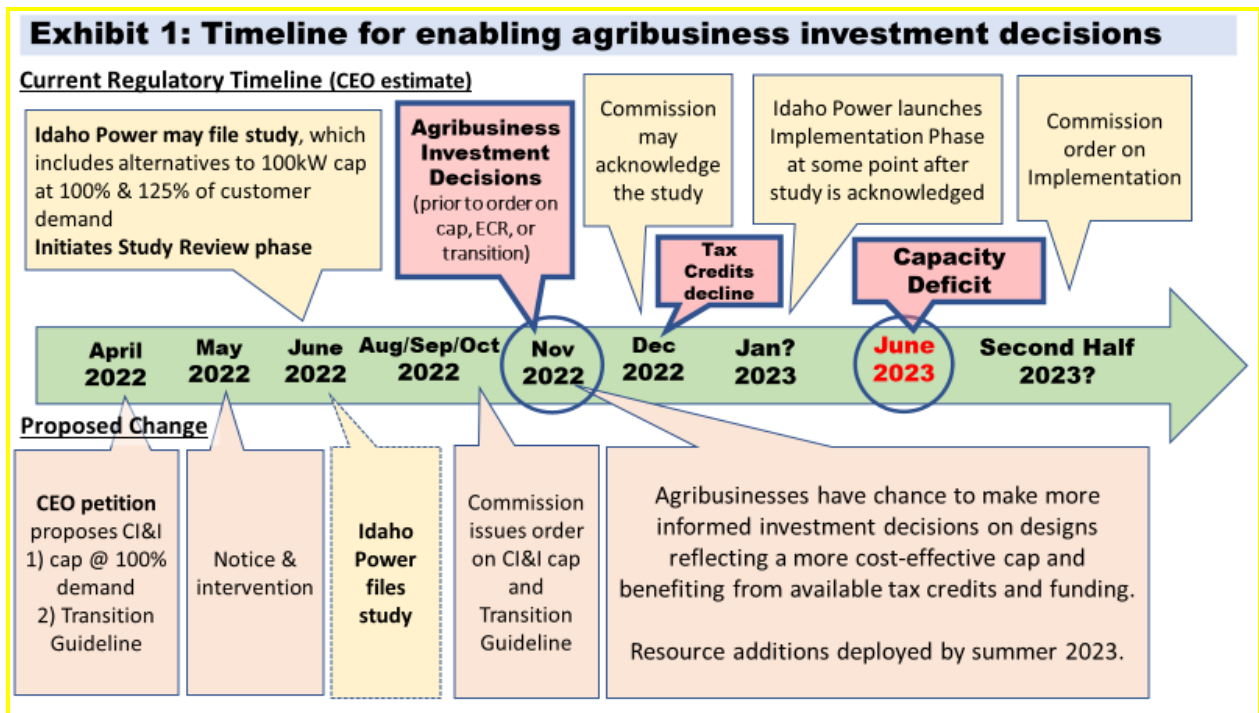 Exhibit 1: Timeline for enabling agribusiness investment decisions
Current Regulatory Timeline (CEO estimate)
Idaho Power may file study, which
includes alternatives to 100kW cap
at 100% & 125% of customer
demand
Initiates Study Review phase
Agribusiness
Investment
Decisions
(prior to order on
cap, ECR, or
transition)
Commission
may
acknowledge
the study
Tax
Credits
decline
Idaho Power launches
Implementation Phase
at some point after
study is acknowledged
Capacity
Deficit
Commission
order on
Implementation
April
2022
May
2022
June
2022
Aug/Sep/Oct
2022
Nov
2022
Dec
2022
Jan?
2023
June
2023
Second Half
2023?
Proposed Change
CEO petition
proposes CI&I
1) cap @ 100%
demand
2) Transition
Guideline
Notice &
intervention
Idaho
Power
files
study
Commission
issues order
on CI&I cap
and
Transition
Guideline
Agribusinesses have chance to make more
informed investment decisions on designs
reflecting a more cost-effective cap and
benefiting from available tax credits and funding.
Resource additions deployed by summer 2023.